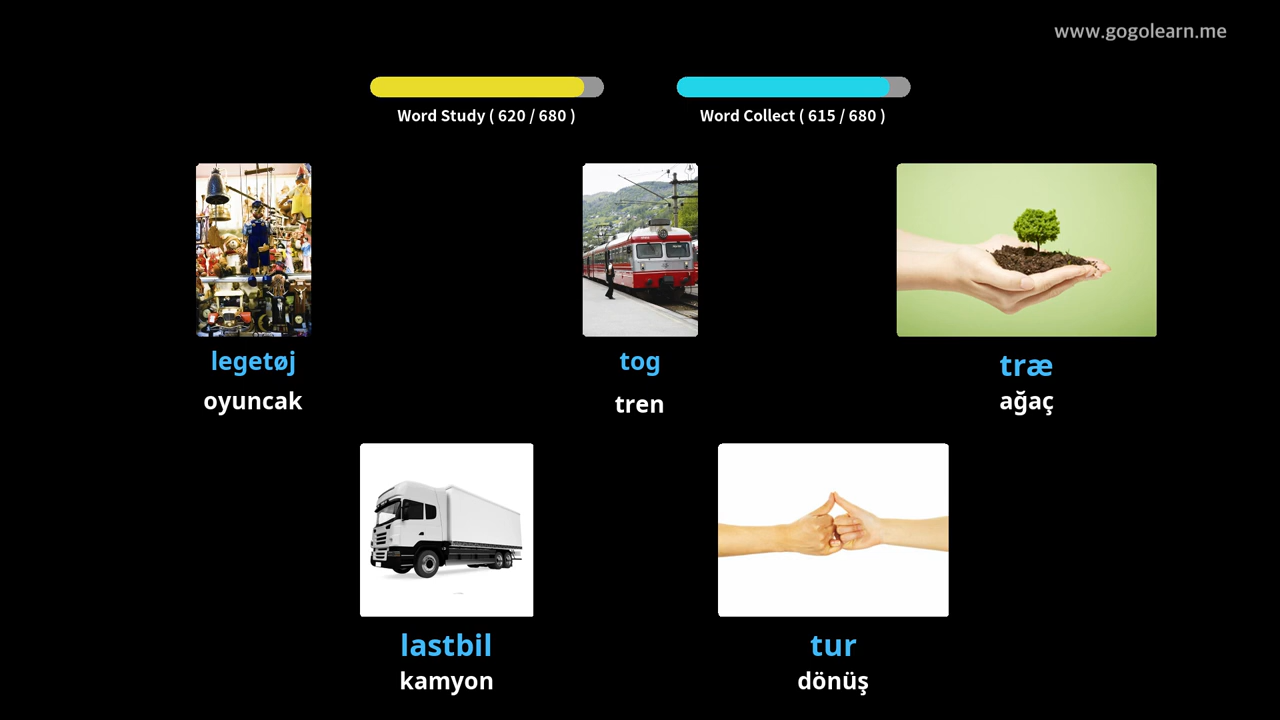 www.gogolearn.me
Word Study ( 620 / 680 )
Word Collect ( 615 / 680 )
legetøj
oyuncak
tog
tren
træ
ağaç
lastbil
kamyon
tur
dönüş